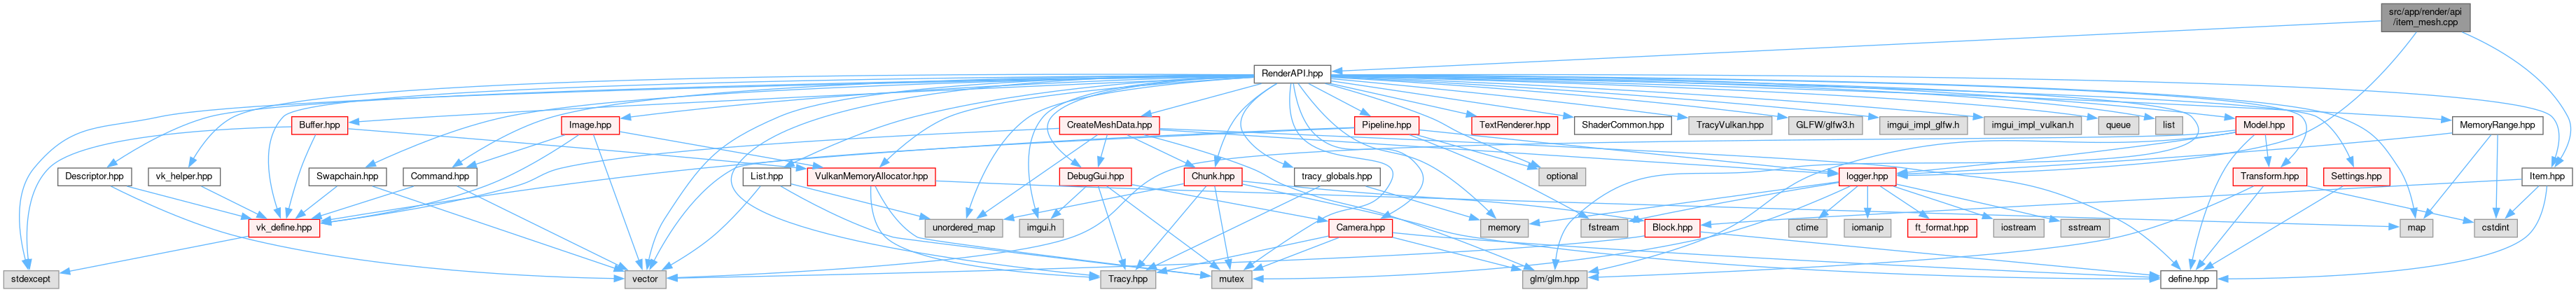 src/app/render/api
/item_mesh.cpp
RenderAPI.hpp
Buffer.hpp
Image.hpp
CreateMeshData.hpp
Pipeline.hpp
TextRenderer.hpp
ShaderCommon.hpp
TracyVulkan.hpp
GLFW/glfw3.h
imgui_impl_glfw.h
imgui_impl_vulkan.h
queue
list
Model.hpp
MemoryRange.hpp
Descriptor.hpp
vk_helper.hpp
Swapchain.hpp
Command.hpp
List.hpp
VulkanMemoryAllocator.hpp
DebugGui.hpp
Chunk.hpp
tracy_globals.hpp
optional
logger.hpp
Transform.hpp
Settings.hpp
Item.hpp
vk_define.hpp
unordered_map
imgui.h
Camera.hpp
memory
fstream
Block.hpp
ctime
iomanip
ft_format.hpp
iostream
sstream
map
cstdint
stdexcept
vector
Tracy.hpp
mutex
glm/glm.hpp
define.hpp